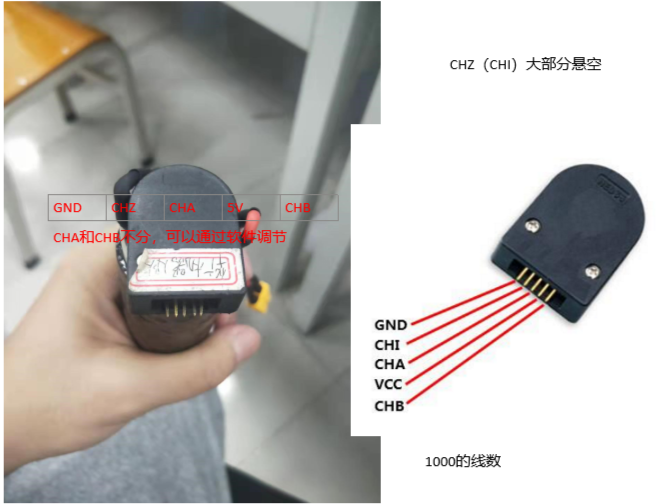 CHZ（CHI）大部分悬空
GND CHZ CHA 5V CHB
CHA和CHB不分，可以通过软件调节
GND
CHI
CHA
VCC
CHB
1000的线数